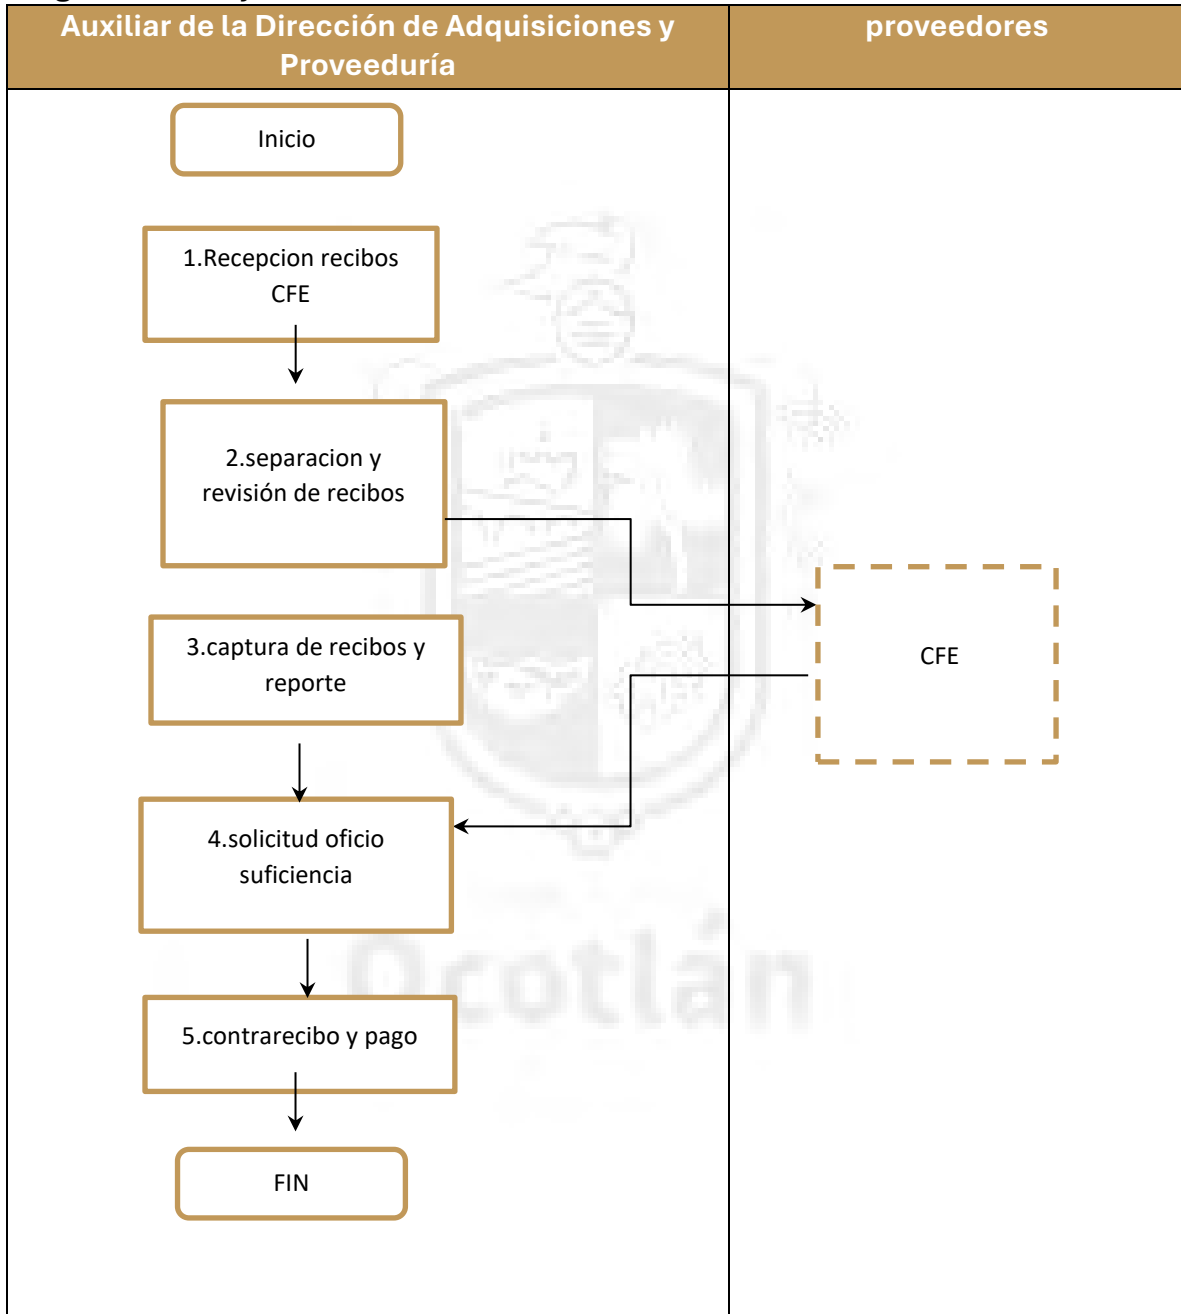 Auxiliar de la Dirección de Adquisiciones y
Proveeduría
proveedores
Inicio
1.Recepcion recibos
CFE
2.separacion y
revisión de recibos
3.captura de recibos y
reporte
CFE
4.solicitud oficio
suficiencia
5.contrarecibo y pago
FIN
Ocotlán